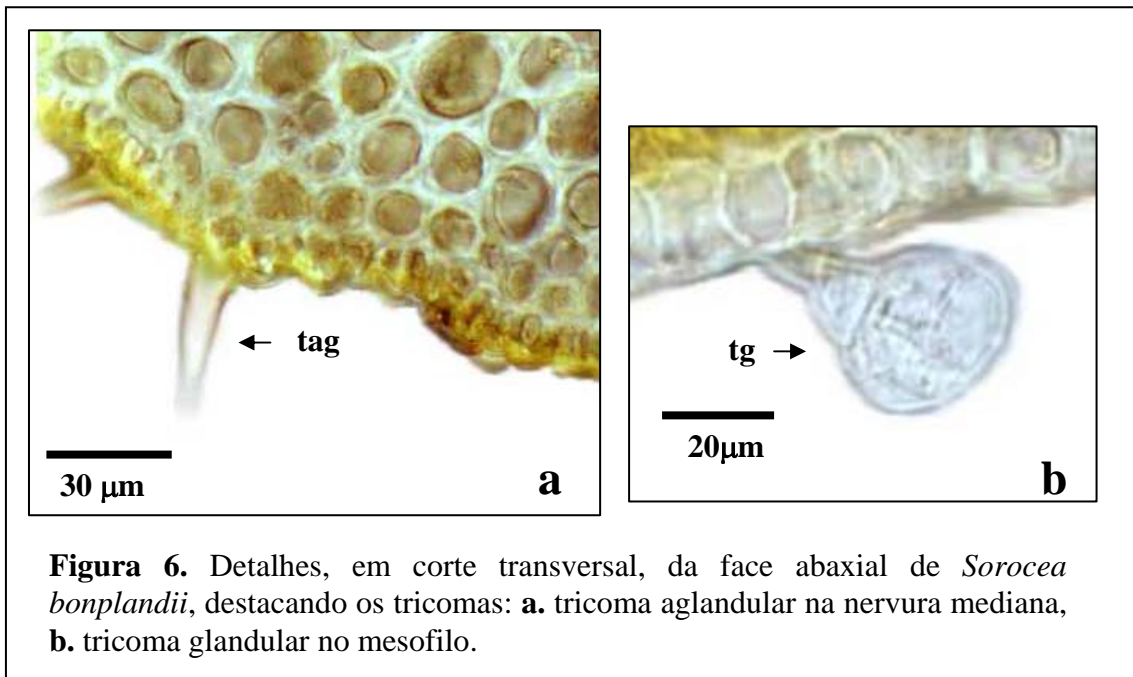 tag
30 μm
a
tg
20μm
b
Figura 6. Detalhes, em corte transversal, da face abaxial de Sorocea
bonplandii, destacando os tricomas: a. tricoma aglandular na nervura mediana,
b. tricoma glandular no mesofilo.